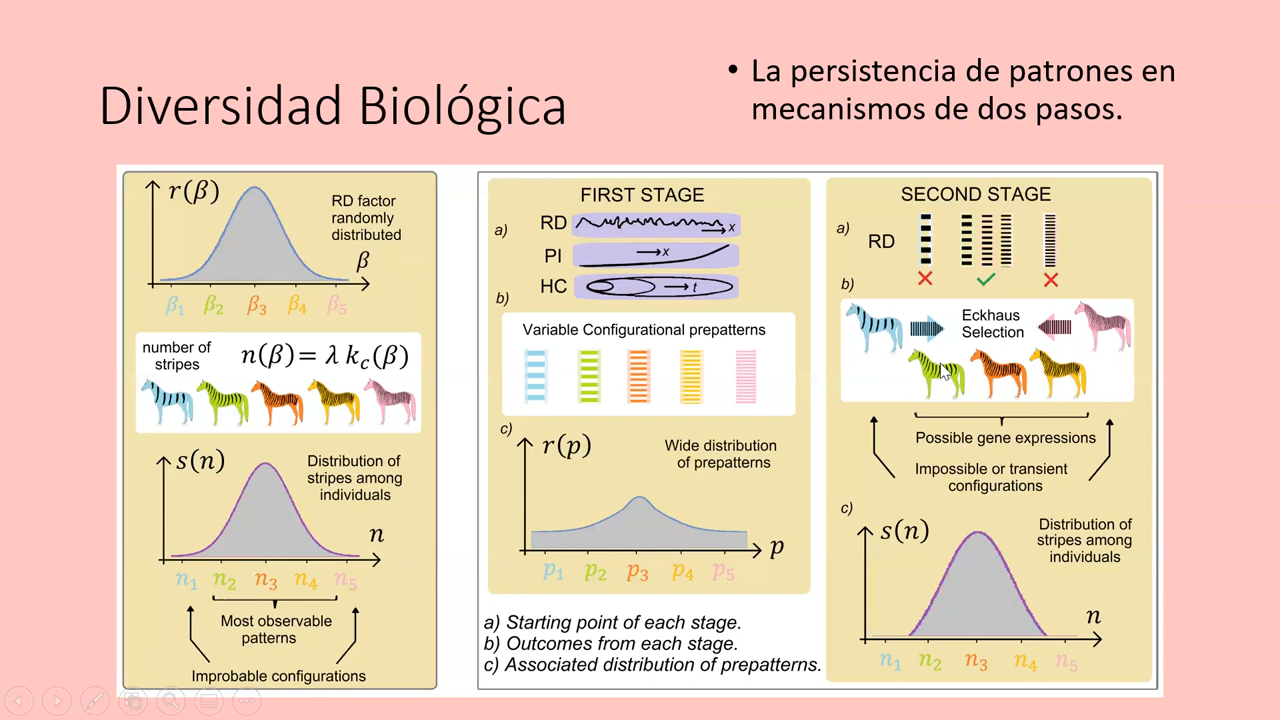 Diversidad Biológica
• La persistencia de patrones en
mecanismos de dos pasos.
r(β)
RD factor
randomly
distributed
β
β₁ β₂ β₃ β₄ β₅
number of
stripes
n(β) = λ k_c(β)
s(n)
Distribution of
stripes among
individuals
n
n₁ n₂ n₃ n₄ n₅
Most observable
patterns
Improbable configurations
FIRST STAGE
a)
RD
x
PI
x
HC
t
b)
Variable Configurational prepatterns
c)
r(p)
Wide distribution
of prepatterns
p
p₁ p₂ p₃ p₄ p₅
a) Starting point of each stage.
b) Outcomes from each stage.
c) Associated distribution of prepatterns.
SECOND STAGE
a)
RD
b)
Eckhaus
Selection
Possible gene expressions
Impossible or transient
configurations
c)
s(n)
Distribution of
stripes among
individuals
n
n₁ n₂ n₃ n₄ n₅